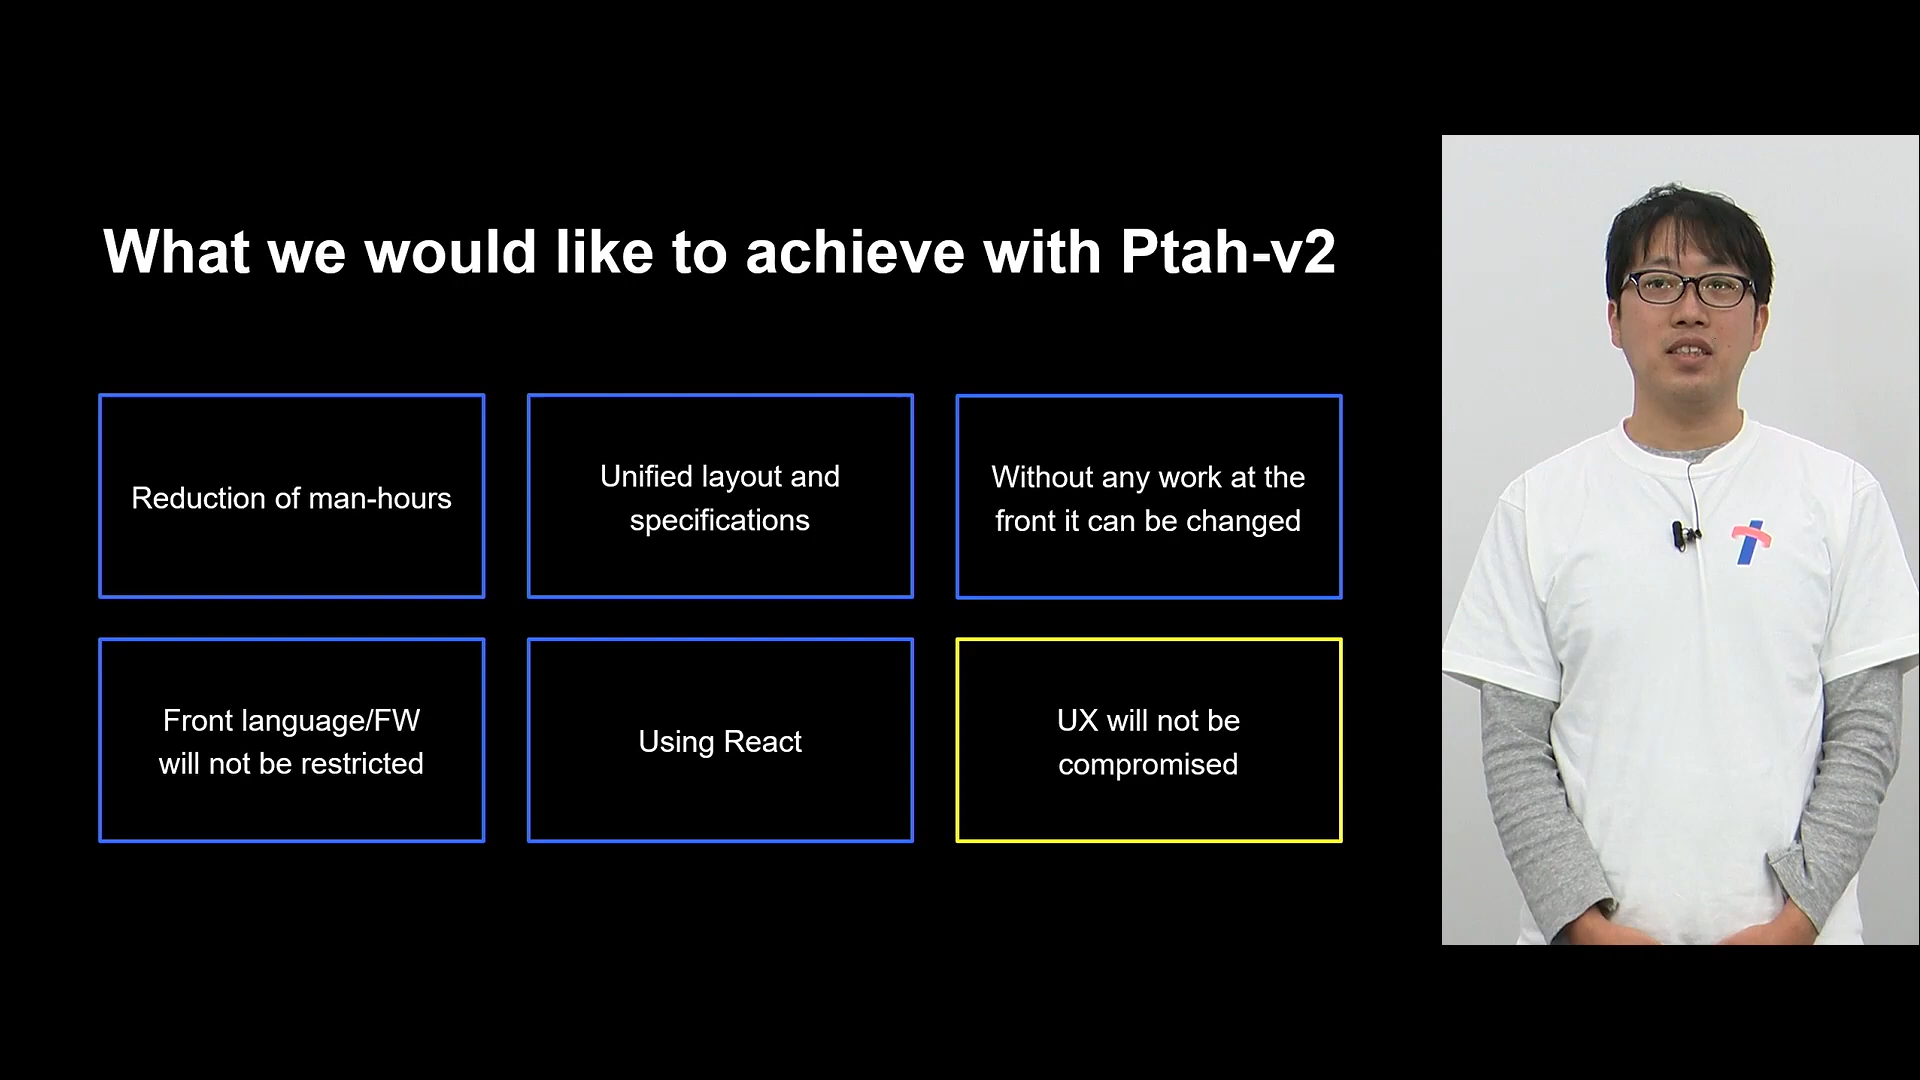 What we would like to achieve with Ptah-v2
Reduction of man-hours
Unified layout and
specifications
Without any work at the
front it can be changed
Front language/FW
will not be restricted
Using React
UX will not be
compromised